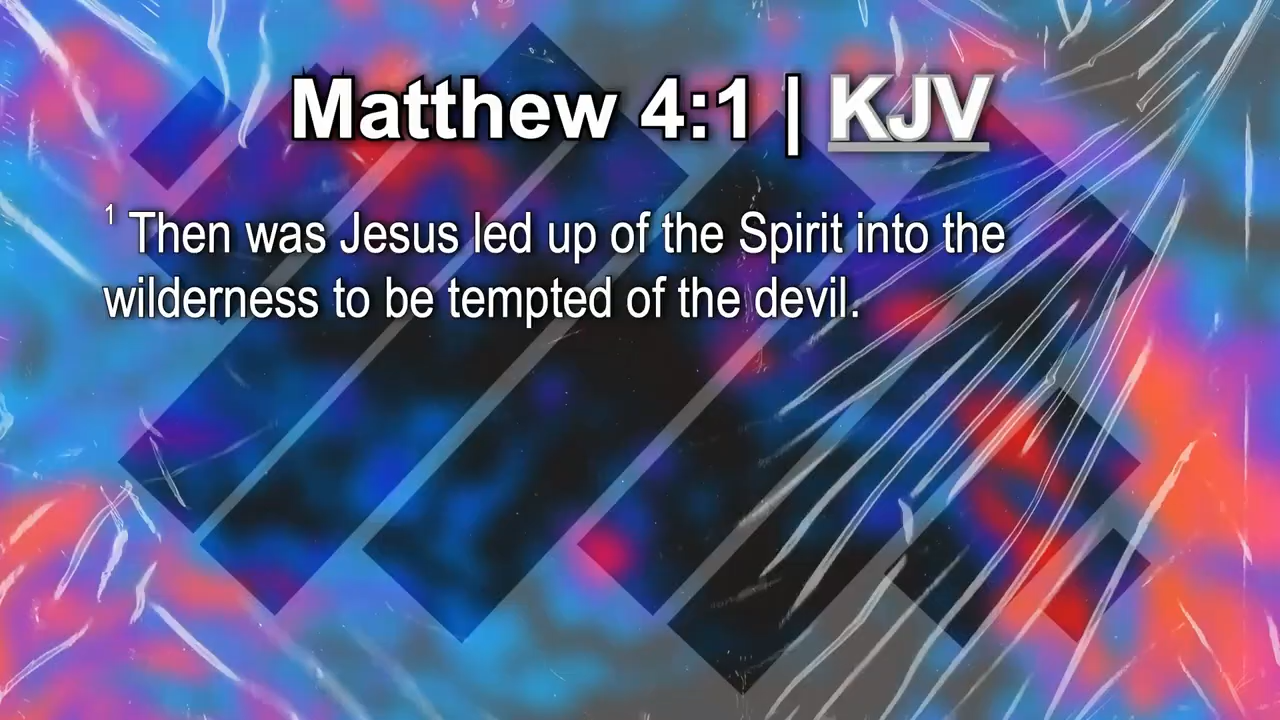 Matthew 4:1 | KJV
1 Then was Jesus led up of the Spirit into the
wilderness to be tempted of the devil.